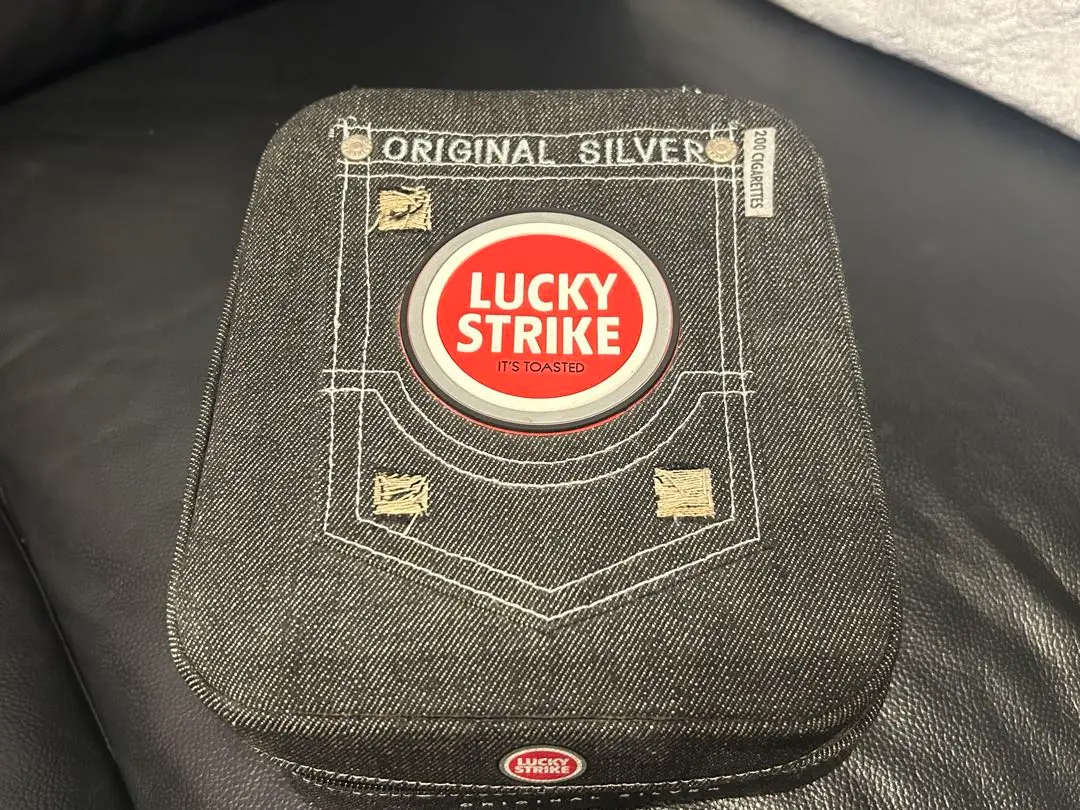 ORIGINAL SILVER
200 CIGARETTES
LUCKY
STRIKE
IT'S TOASTED
LUCKY
STRIKE